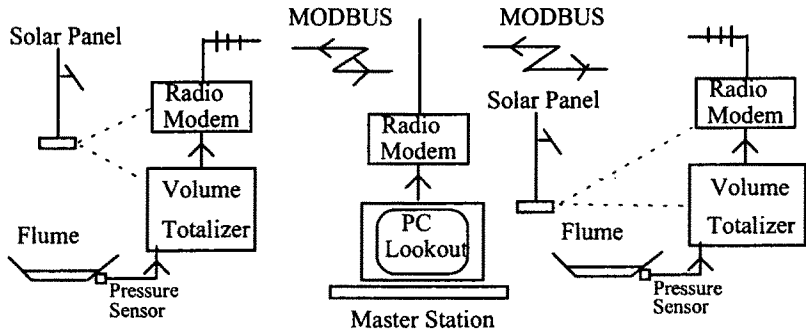 Solar Panel
Radio
Modem
Volume
Totalizer
Flume
Pressure
Sensor
MODBUS
Radio
Modem
PC
Lookout
Master Station
MODBUS
Solar Panel
Radio
Modem
Volume
Totalizer
Flume
Pressure
Sensor